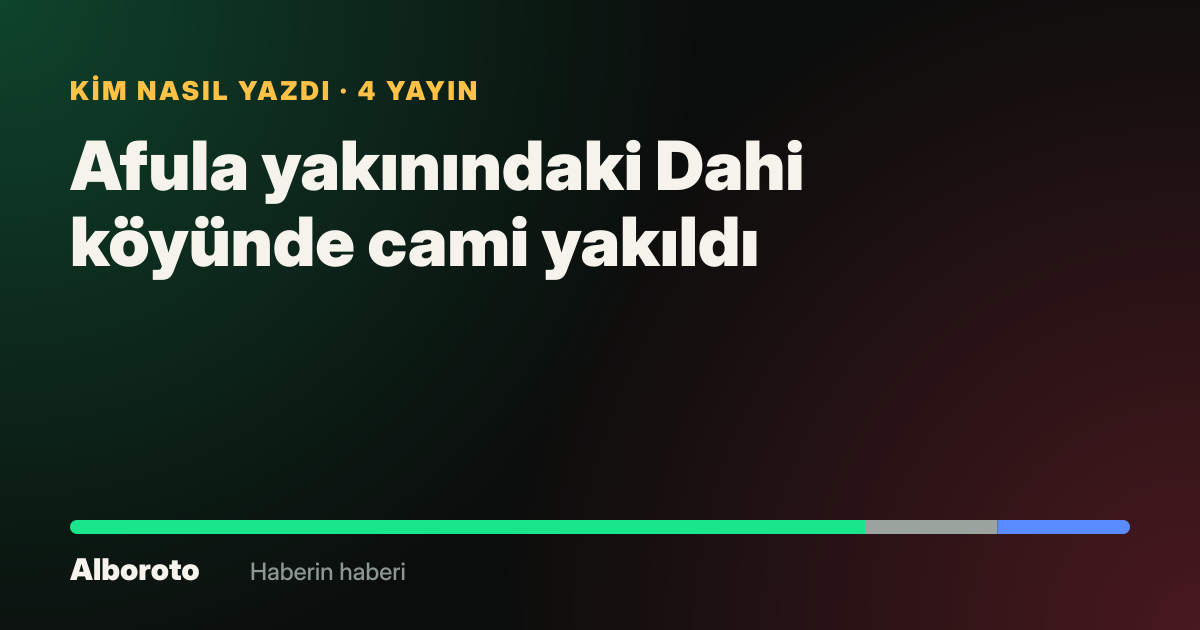 KİM NASIL YAZDI · 4 YAYIN
Afula yakınındaki Dahi
köyünde cami yakıldı
Alboroto Haberin haberi